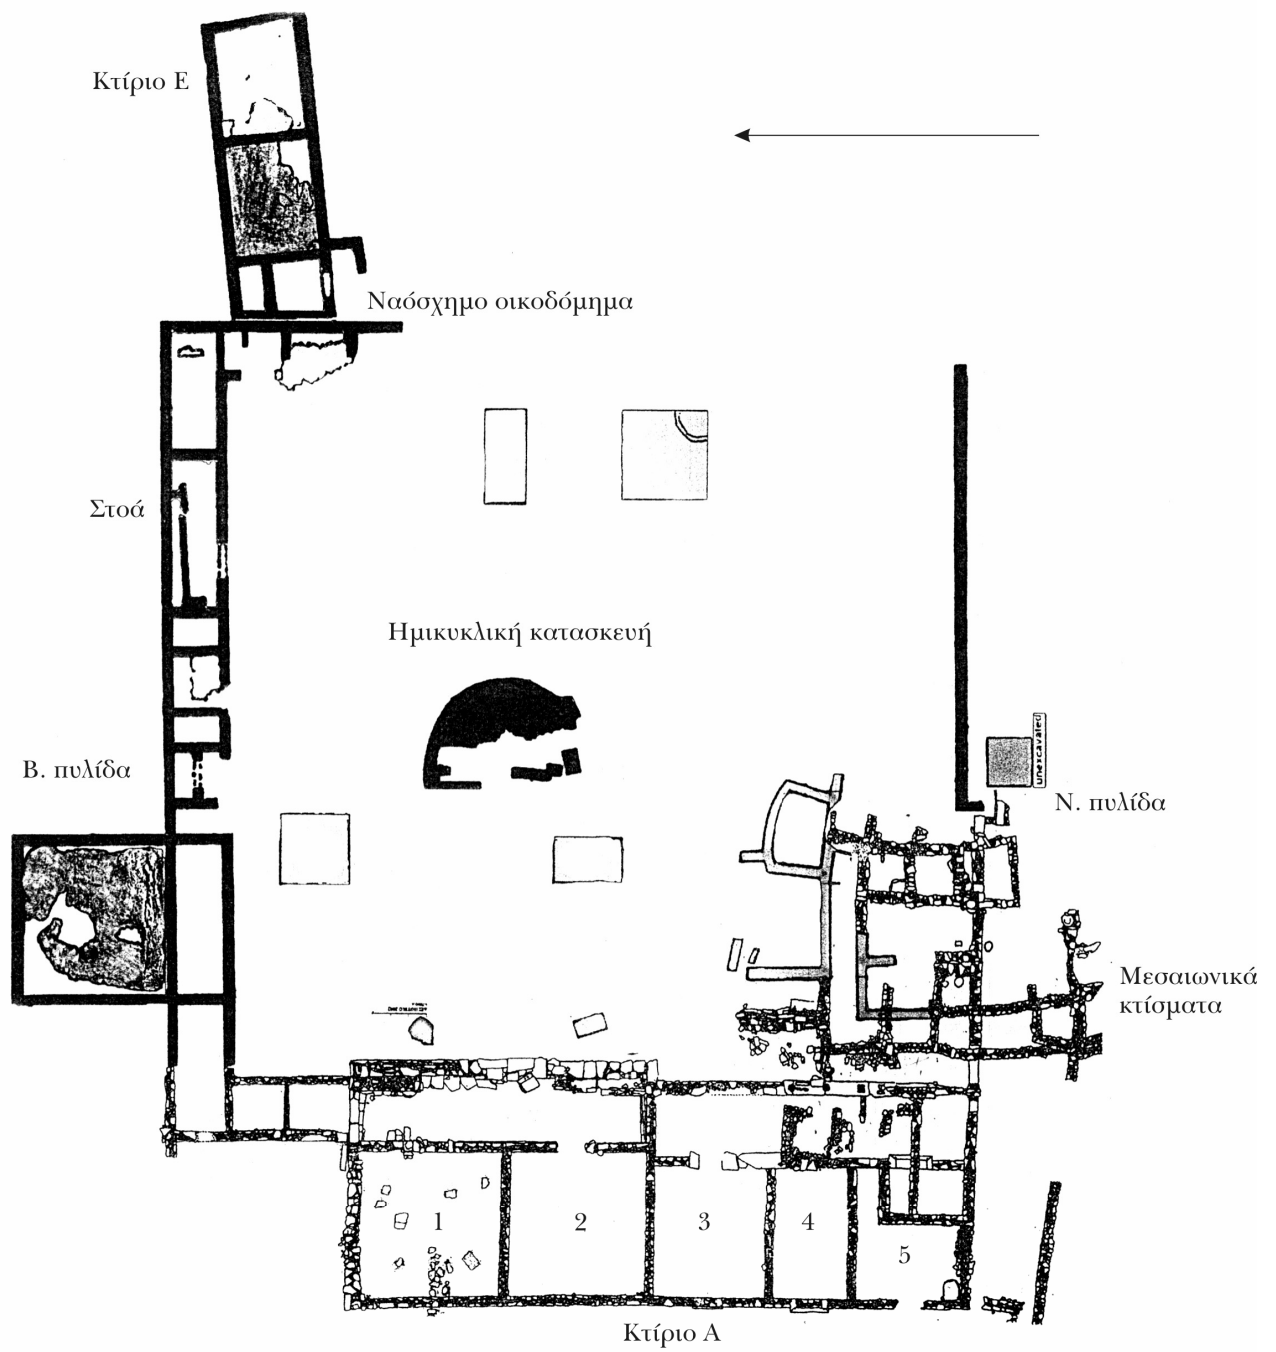 Κτίριο Ε
Ναόσχημο οικοδόμημα
Στοά
Ημικυκλική κατασκευή
unexcavated
Β. πυλίδα
Ν. πυλίδα
Μεσαιωνικά
κτίσματα
1
2
3
4
5
Κτίριο Α